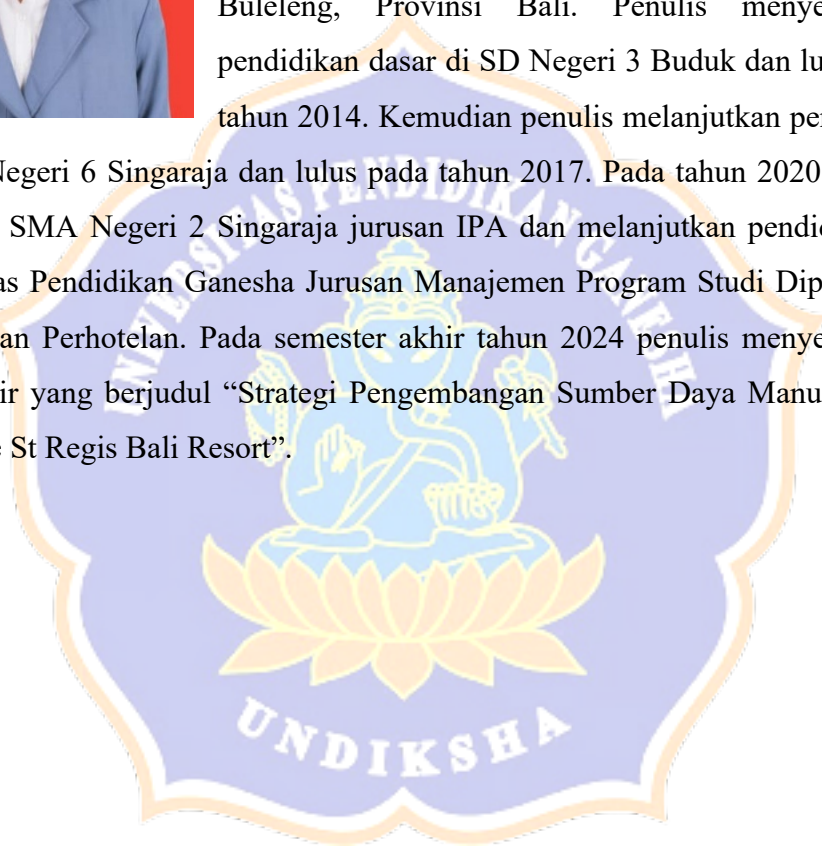 Buleleng, Provinsi Bali. Penulis menye
pendidikan dasar di SD Negeri 3 Buduk dan lu
tahun 2014. Kemudian penulis melanjutkan pe
Negeri 6 Singaraja dan lulus pada tahun 2017. Pada tahun 2020
SMA Negeri 2 Singaraja jurusan IPA dan melanjutkan pendid
as Pendidikan Ganesha Jurusan Manajemen Program Studi Dip
an Perhotelan. Pada semester akhir tahun 2024 penulis menye
ir yang berjudul “Strategi Pengembangan Sumber Daya Manu
e St Regis Bali Resort”.
UNIVERSITAS PENDIDIKAN GANESHA
UNDIKSHA